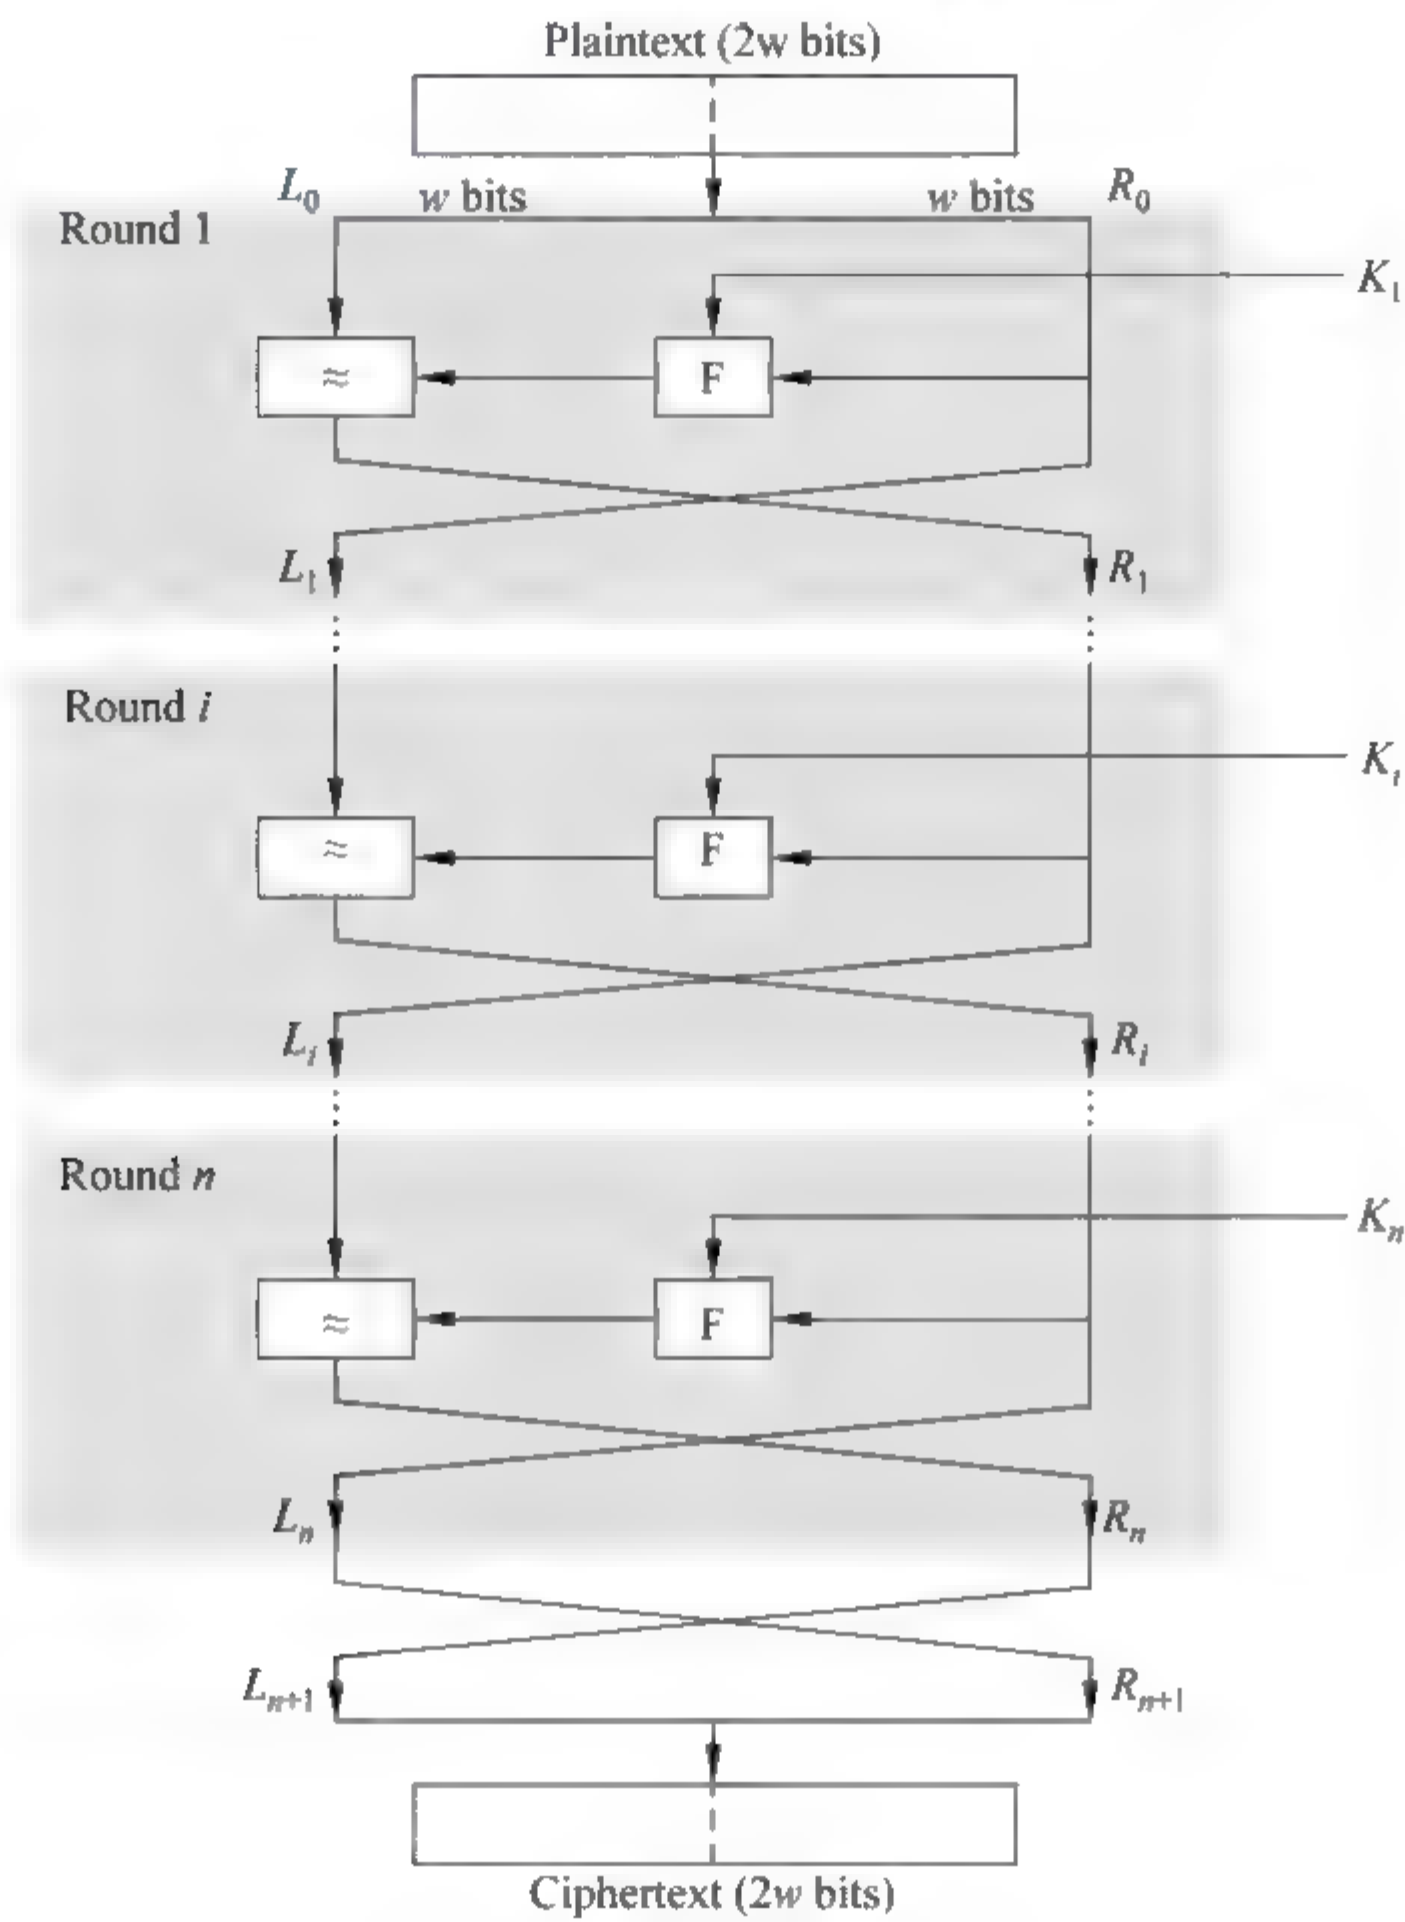 Plaintext (2w bits)
L₀ w bits w bits R₀
Round 1
K₁
≈ F
L₁ R₁
Round i
Kᵢ
≈ F
Lᵢ Rᵢ
Round n
Kₙ
≈ F
Lₙ Rₙ
Lₙ₊₁ Rₙ₊₁
Ciphertext (2w bits)